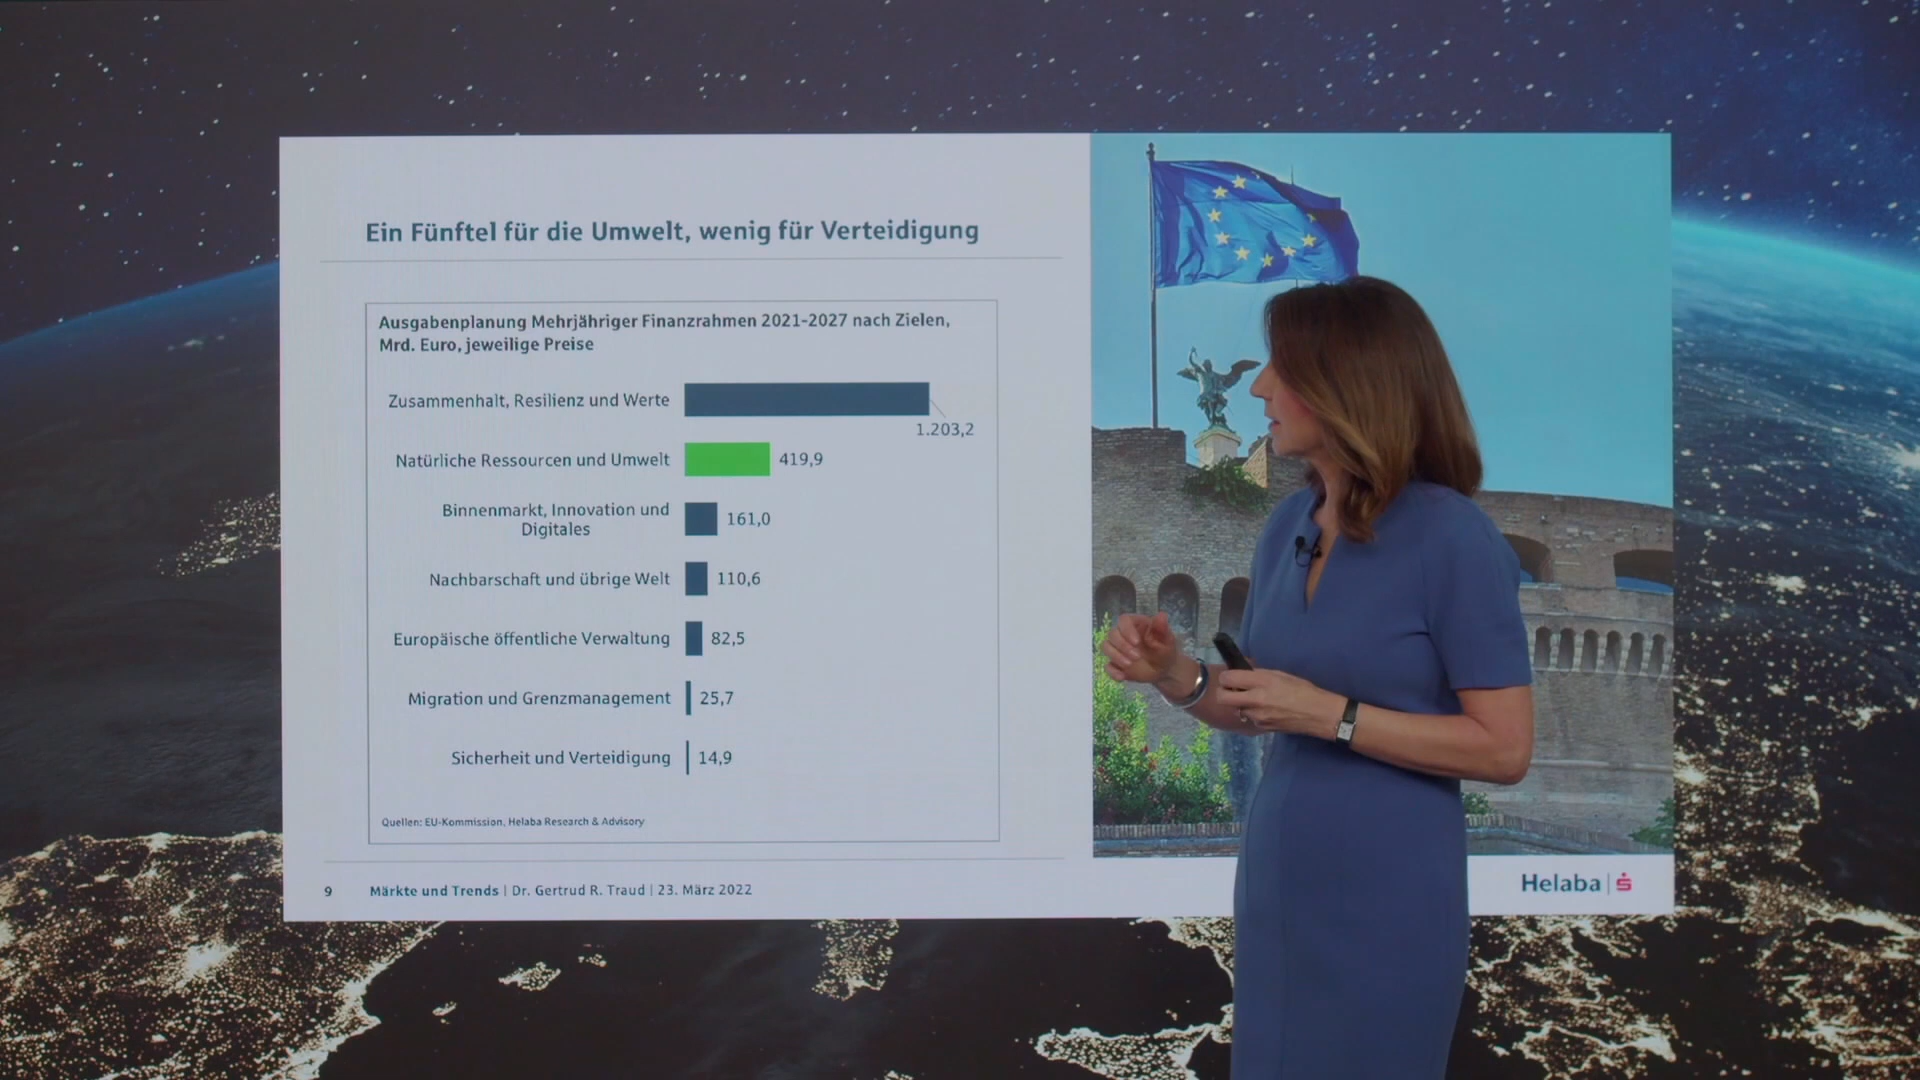 Ein Fünftel für die Umwelt, wenig für Verteidigung
Ausgabenplanung Mehrjähriger Finanzrahmen 2021-2027 nach Zielen,
Mrd. Euro, jeweilige Preise
Zusammenhalt, Resilienz und Werte
1.203,2
Natürliche Ressourcen und Umwelt 419,9
Binnenmarkt, Innovation und
Digitales 161,0
Nachbarschaft und übrige Welt 110,6
Europäische öffentliche Verwaltung 82,5
Migration und Grenzmanagement 25,7
Sicherheit und Verteidigung 14,9
Quellen: EU-Kommission, Helaba Research & Advisory
9 Märkte und Trends | Dr. Gertrud R. Traud | 23. März 2022
Helaba